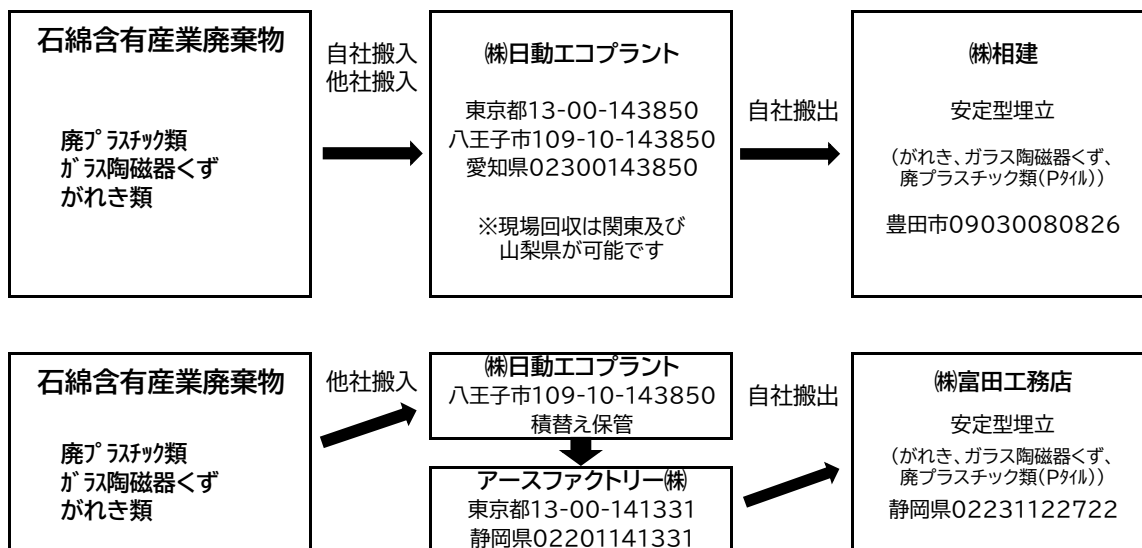 石綿含有産業廃棄物
廃プラスチック類
ガラス陶磁器くず
がれき類
自社搬入
他社搬入
㈱日動エコプラント
東京都13-00-143850
八王子市109-10-143850
愛知県02300143850
※現場回収は関東及び
山梨県が可能です
自社搬出
㈱相建
安定型埋立
(がれき、ガラス陶磁器くず、
廃プラスチック類(Pタイル))
豊田市09030080826
石綿含有産業廃棄物
廃プラスチック類
ガラス陶磁器くず
がれき類
他社搬入
㈱日動エコプラント
八王子市109-10-143850
積替え保管
アースファクトリー㈱
東京都13-00-141331
静岡県02201141331
自社搬出
㈱富田工務店
安定型埋立
(がれき、ガラス陶磁器くず、
廃プラスチック類(Pタイル))
静岡県02231122722